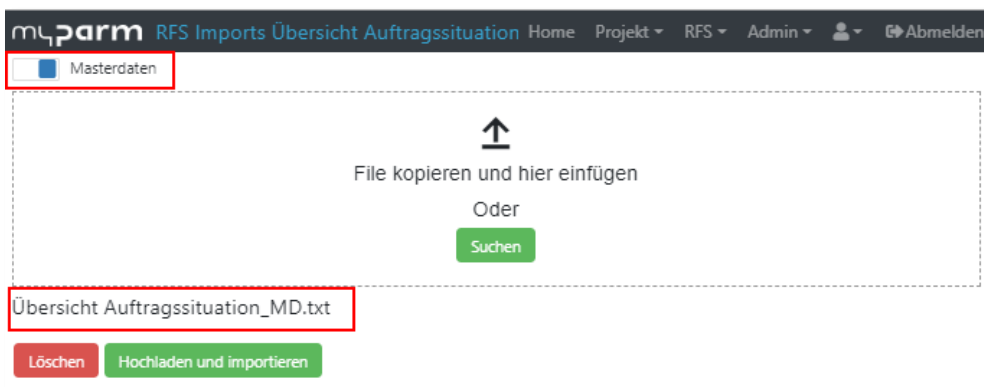 myparm RFS Imports Übersicht Auftragssituation Home Projekt RFS Admin Abmelden
Masterdaten
File kopieren und hier einfügen
Oder
Suchen
Übersicht Auftragssituation_MD.txt
Löschen Hochladen und importieren